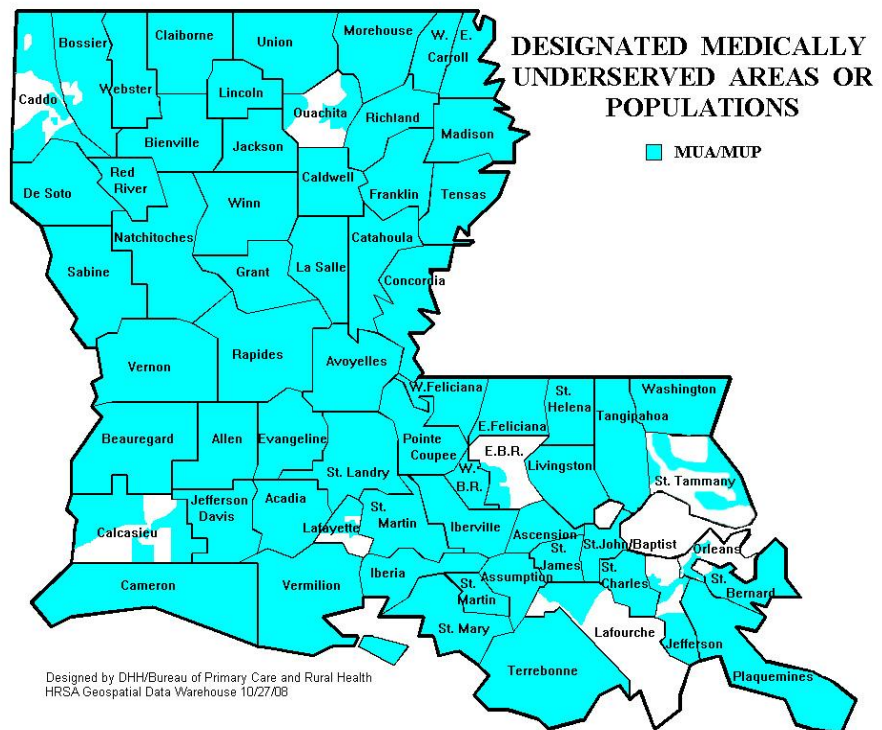 DESIGNATED MEDICALLY
UNDERSERVED AREAS OR
POPULATIONS
MUA/MUP
Bossier
Claiborne
Union
Morehouse
W.
E.
Carroll
Caddo
Webster
Lincoln
Ouachita
Richland
Madison
Bienville
Jackson
De Soto
Red
River
Caldwell
Franklin
Tensas
Winn
Natchitoches
Catahoula
Sabine
Grant
La Salle
Concordia
Vernon
Rapides
Avoyelles
W.Feliciana
E.Feliciana
St.
Helena
Tangipahoa
Washington
Beauregard
Allen
Evangeline
Pointe
Coupee
E.B.R.
Livingston
St. Landry
W.
B.R.
St. Tammany
Calcasieu
Jefferson
Davis
Acadia
Lafayette
St.
Martin
Iberville
Ascension
St.John/Baptist
Orleans
Cameron
Vermilion
Iberia
St.
Martin
Assumption
St.
James
St.
Charles
St.
Bernard
St. Mary
Lafourche
Jefferson
Terrebonne
Plaquemines
Designed by DHH/Bureau of Primary Care and Rural Health
HRSA Geospatial Data Warehouse 10/27/08